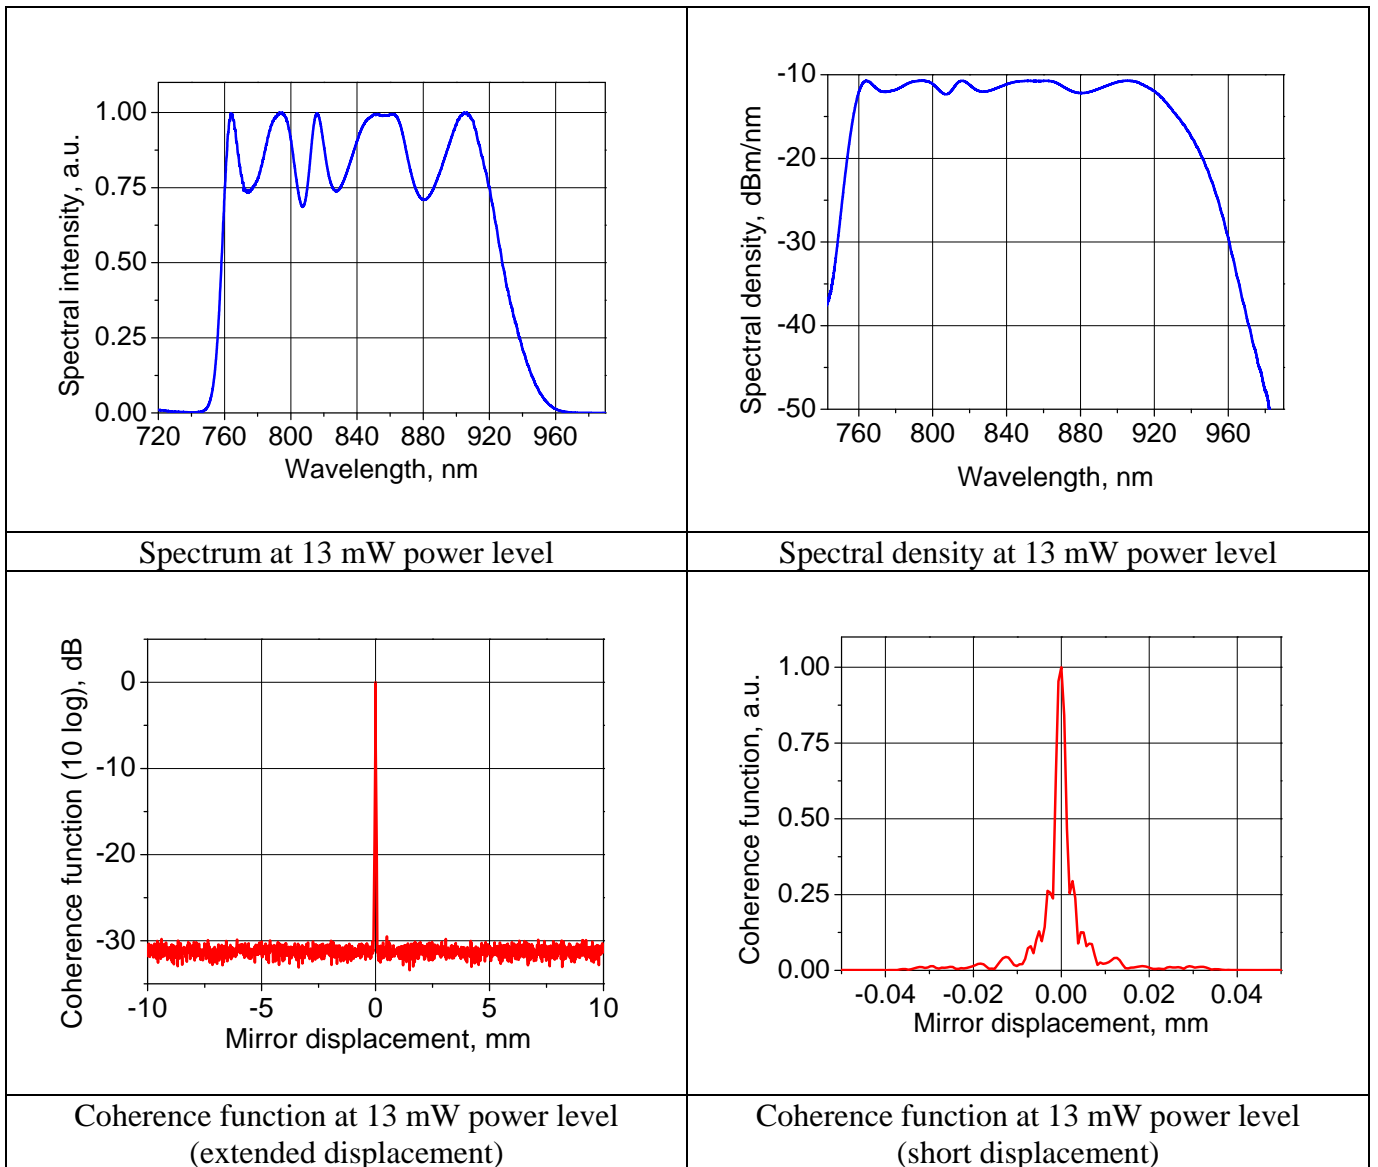 Spectral intensity, a.u.
1.00
0.75
0.50
0.25
0.00
720 760 800 840 880 920 960
Wavelength, nm
Spectral density, dBm/nm
-10
-20
-30
-40
-50
760 800 840 880 920 960
Wavelength, nm
Spectrum at 13 mW power level
Spectral density at 13 mW power level
Coherence function (10 log), dB
0
-10
-20
-30
-10 -5 0 5 10
Mirror displacement, mm
Coherence function, a.u.
1.00
0.75
0.50
0.25
0.00
-0.04 -0.02 0.00 0.02 0.04
Mirror displacement, mm
Coherence function at 13 mW power level
(extended displacement)
Coherence function at 13 mW power level
(short displacement)